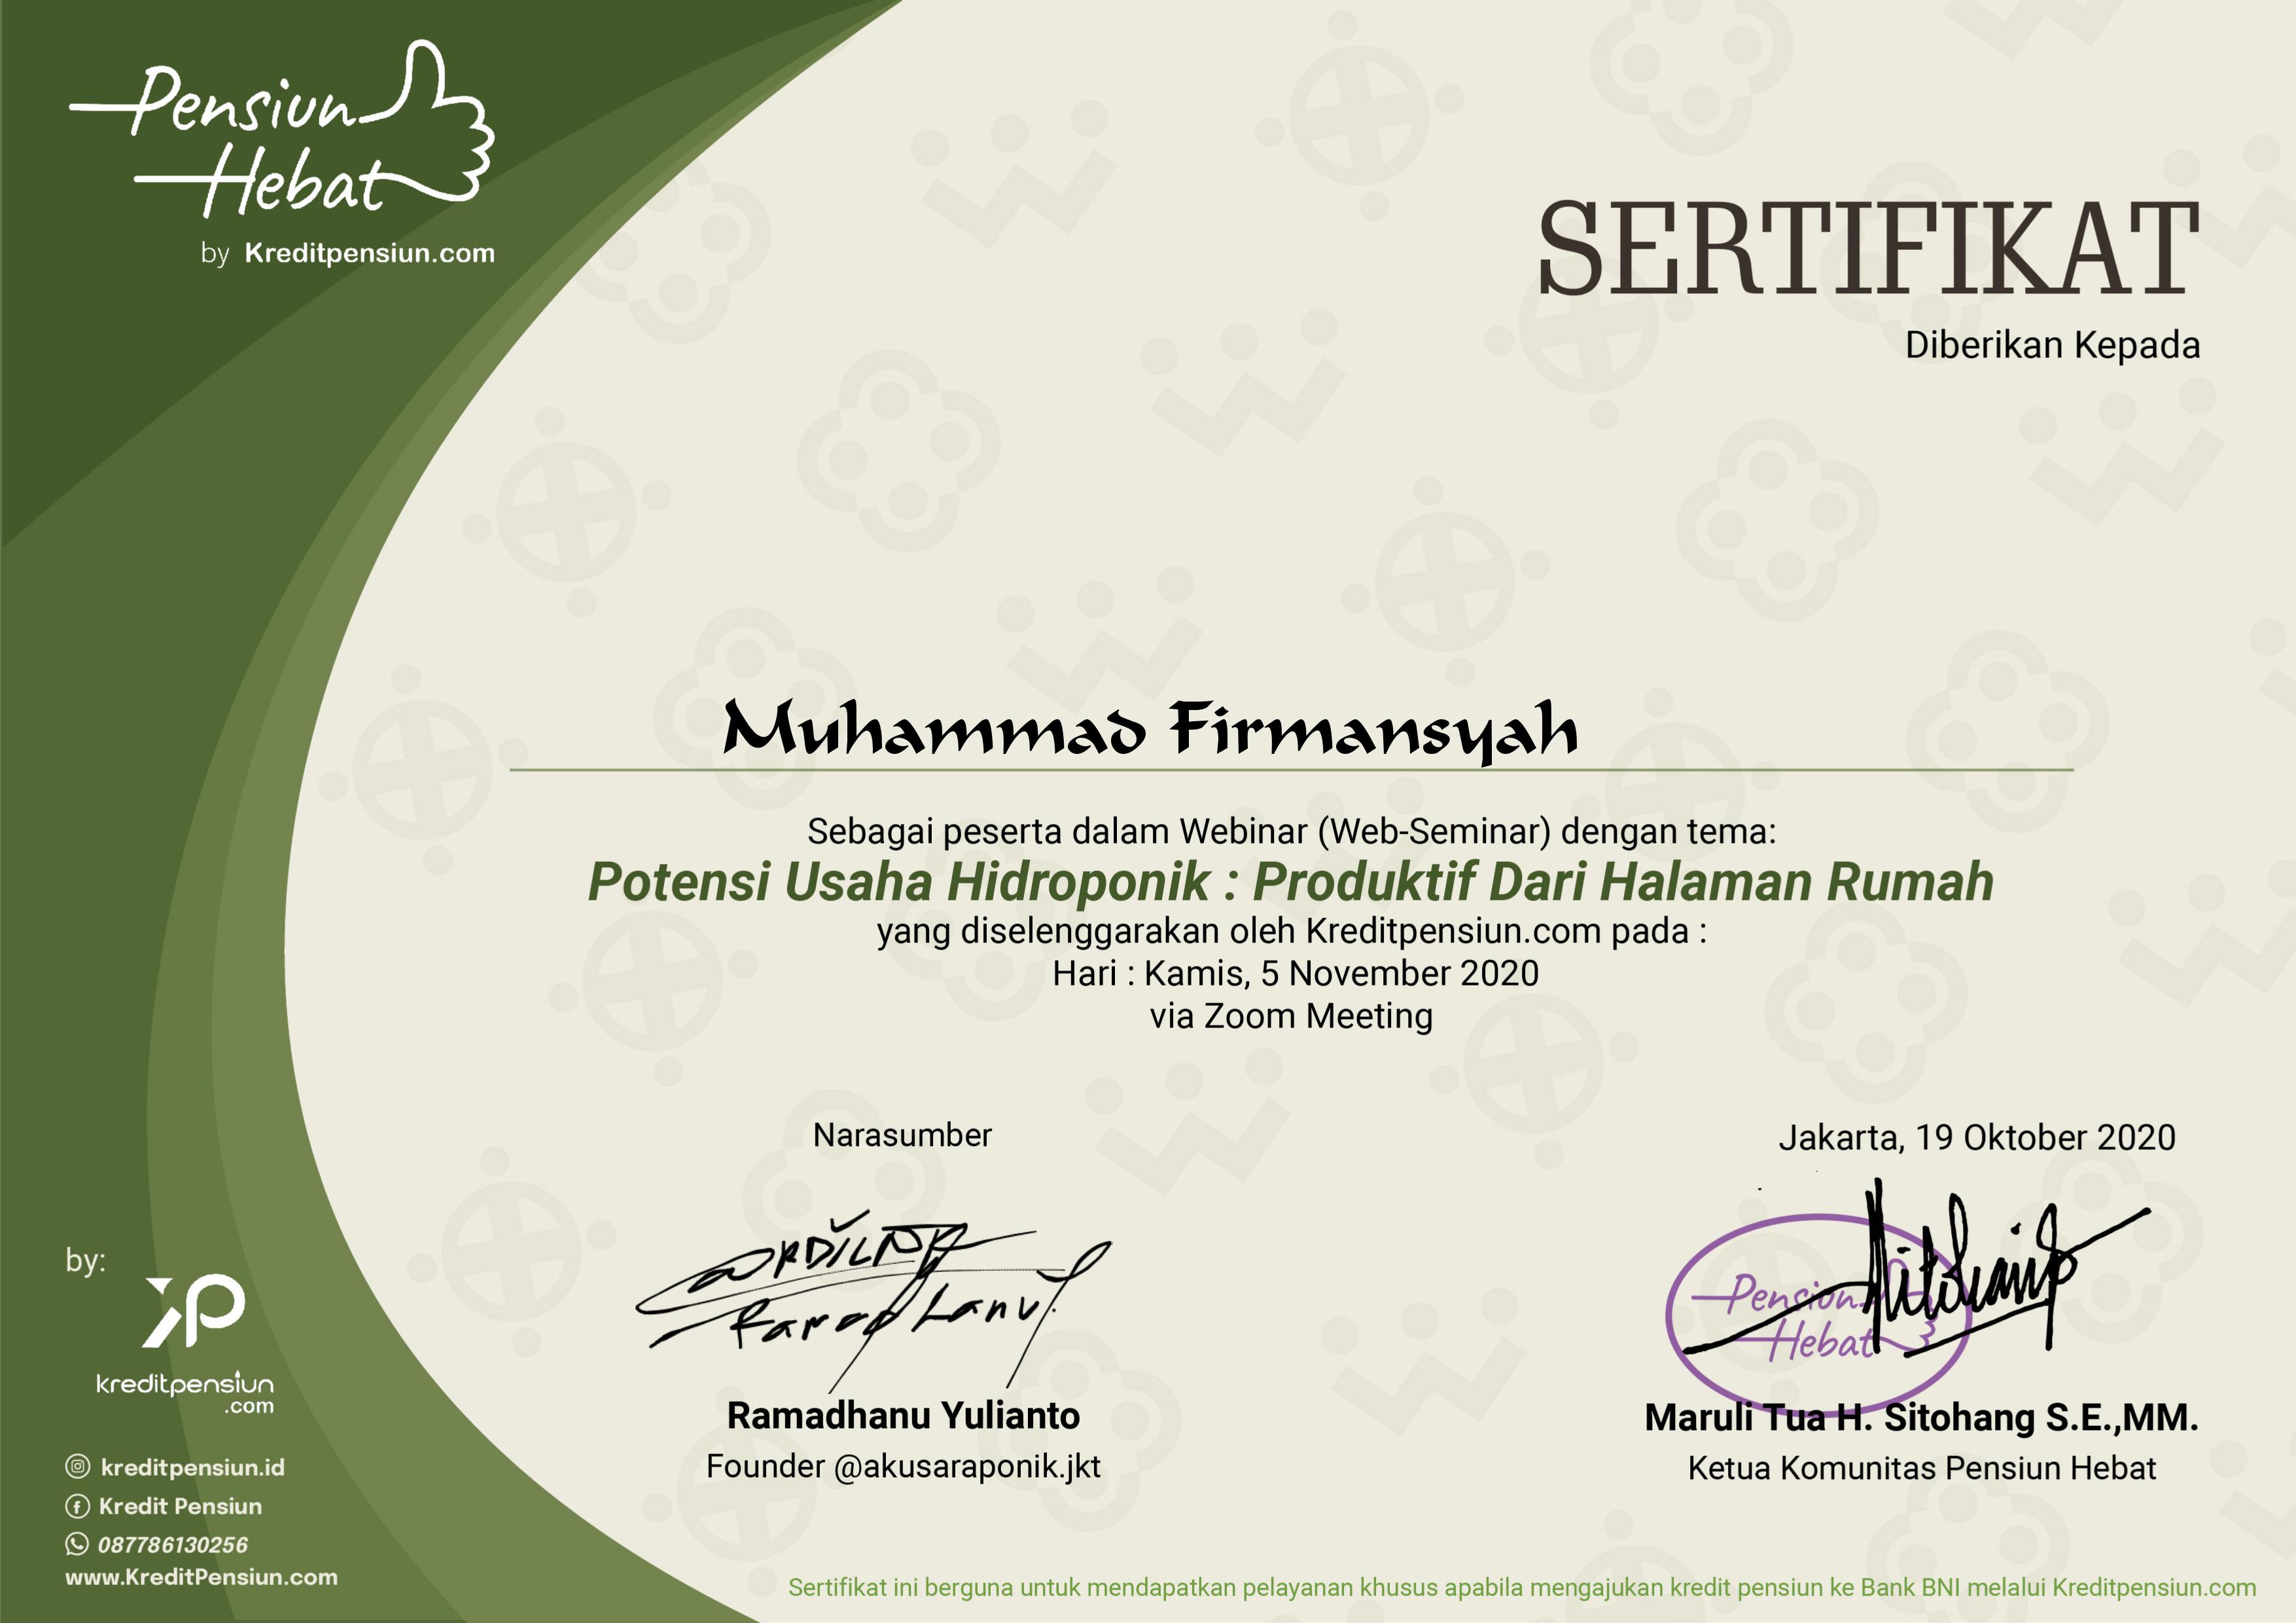 Pensiun
Hebat
by Kreditpensiun.com
SERTIFIKAT
Diberikan Kepada
Muhammad Firmansyah
Sebagai peserta dalam Webinar (Web-Seminar) dengan tema:
Potensi Usaha Hidroponik : Produktif Dari Halaman Rumah
yang diselenggarakan oleh Kreditpensiun.com pada :
Hari : Kamis, 5 November 2020
via Zoom Meeting
Narasumber
Ramadhanu Yulianto
Founder @akusaraponik.jkt
Jakarta, 19 Oktober 2020
Pensiun
Hebat
Maruli Tua H. Sitohang S.E.,MM.
Ketua Komunitas Pensiun Hebat
by:
kreditpensiun
.com
kreditpensiun.id
Kredit Pensiun
087786130256
www.KreditPensiun.com
Sertifikat ini berguna untuk mendapatkan pelayanan khusus apabila mengajukan kredit pensiun ke Bank BNI melalui Kreditpensiun.com